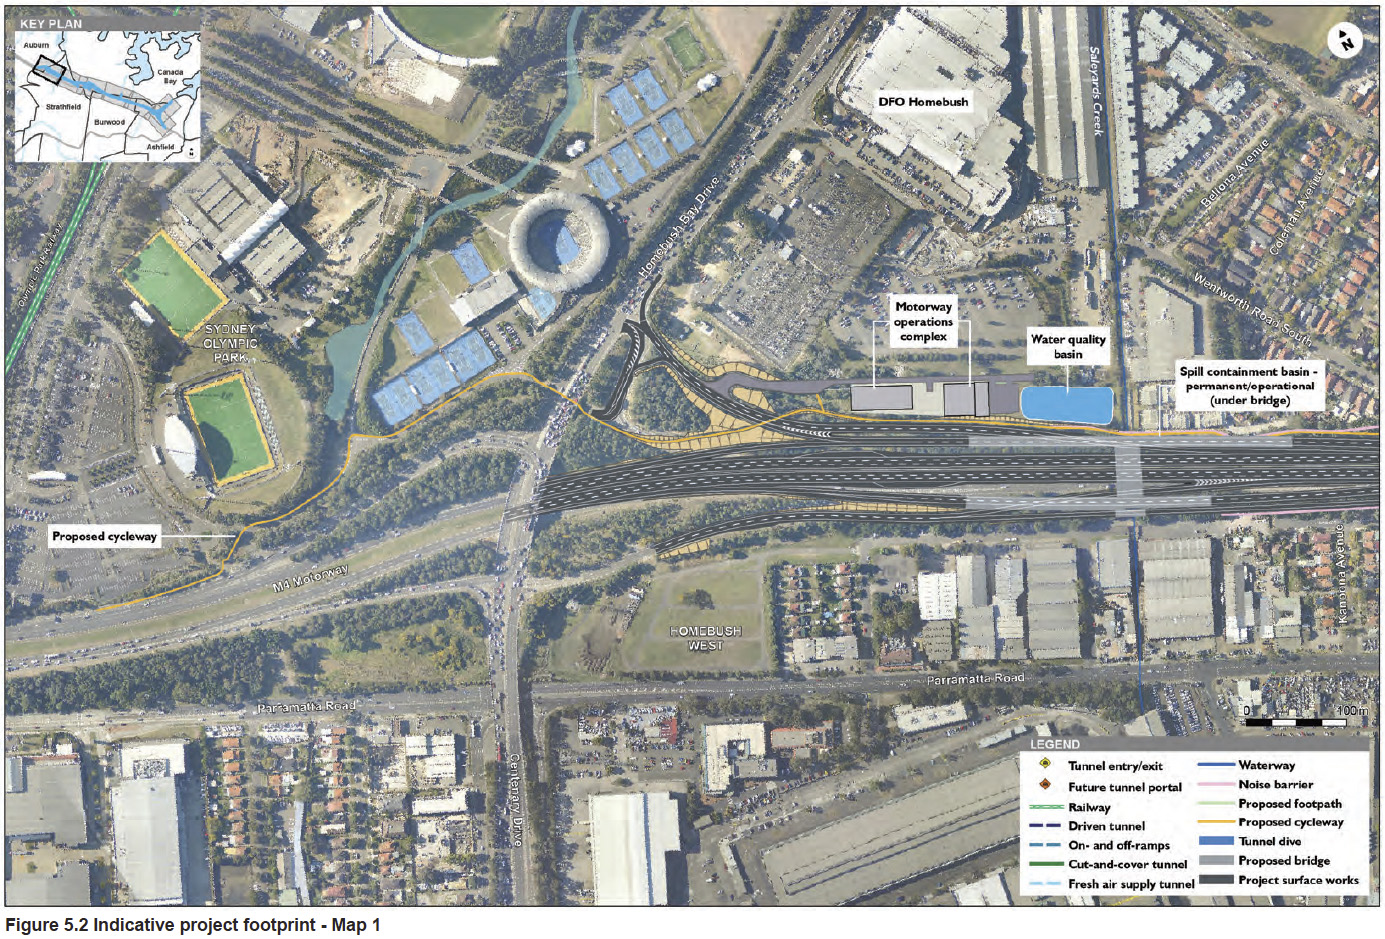 KEY PLAN
Auburn
Canada
Bay
Strathfield
Burwood
Ashfield
N
Olympic Park Railway
SYDNEY
OLYMPIC
PARK
Homebush Bay Drive
DFO Homebush
Saleyards Creek
Bellona Avenue
Coleman Avenue
Wentworth Road South
Motorway
operations
complex
Water quality
basin
Spill containment basin -
permanent/operational
(under bridge)
Proposed cycleway
M4 Motorway
HOMEBUSH
WEST
Parramatta Road
Parramatta Road
Centenary Drive
0
100m
LEGEND
Tunnel entry/exit
Future tunnel portal
Railway
Driven tunnel
On- and off-ramps
Cut-and-cover tunnel
Fresh air supply tunnel
Waterway
Noise barrier
Proposed footpath
Proposed cycleway
Tunnel dive
Proposed bridge
Project surface works
Figure 5.2 Indicative project footprint - Map 1